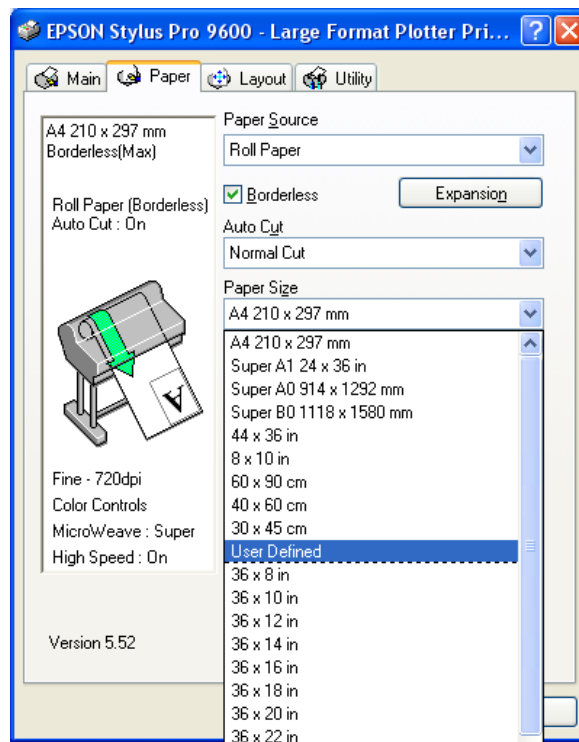 EPSON Stylus Pro 9600 - Large Format Plotter Pri...
Main
Paper
Layout
Utility
A4 210 x 297 mm
Borderless(Max)
Roll Paper (Borderless)
Auto Cut : On
A
Fine - 720dpi
Color Controls
MicroWeave : Super
High Speed : On
Version 5.52
Paper Source
Roll Paper
Borderless
Expansion
Auto Cut
Normal Cut
Paper Size
A4 210 x 297 mm
A4 210 x 297 mm
Super A1 24 x 36 in
Super A0 914 x 1292 mm
Super B0 1118 x 1580 mm
44 x 36 in
8 x 10 in
60 x 90 cm
40 x 60 cm
30 x 45 cm
User Defined
36 x 8 in
36 x 10 in
36 x 12 in
36 x 14 in
36 x 16 in
36 x 18 in
36 x 20 in
36 x 22 in